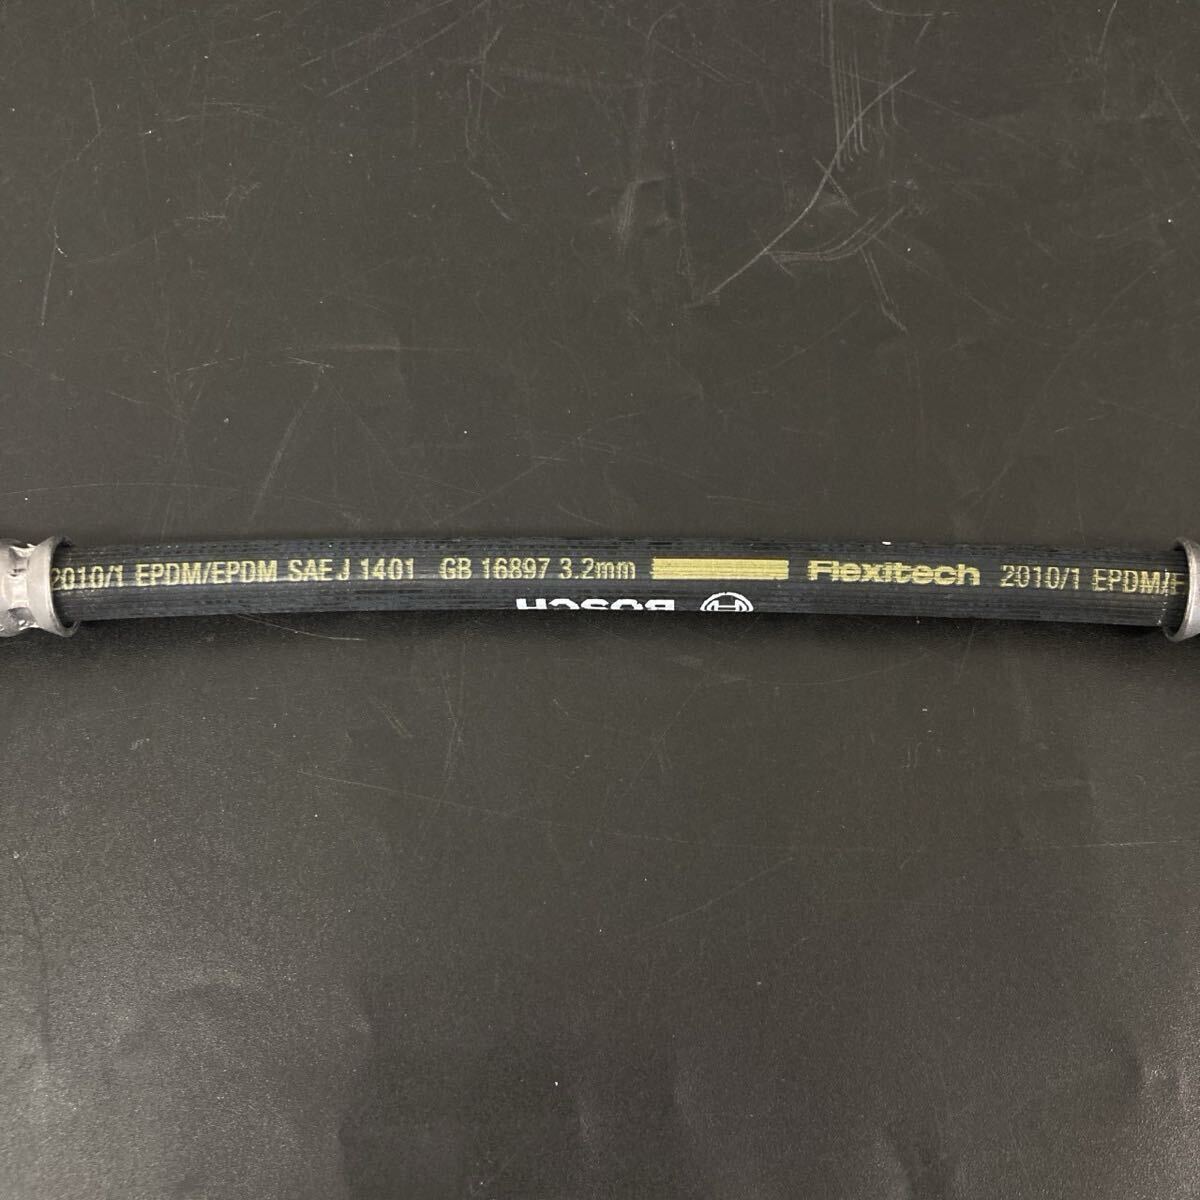 2010/1 EPDM/EPDM SAE J 1401 GB 16897 3.2mm Flexitech 2010/1 EPDM/E
BOSCH